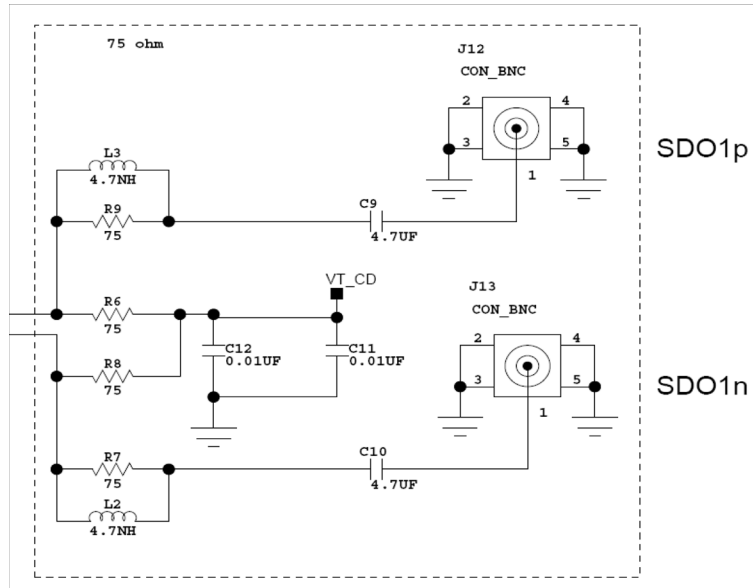 75 ohm
J12
CON_BNC
2 4
3 5
1
SDO1p
L3
4.7NH
R9
75
C9
4.7UF
VT_CD
R6
75
J13
CON_BNC
C12
0.01UF
C11
0.01UF
2 4
3 5
1
SDO1n
R8
75
R7
75
C10
4.7UF
L2
4.7NH